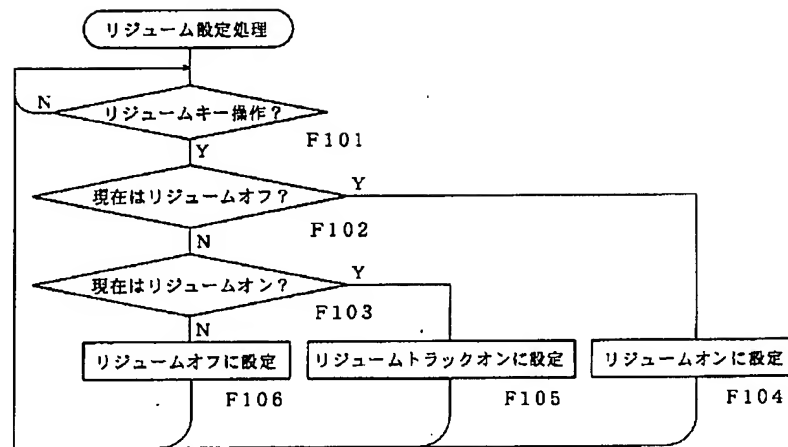 リジューム設定処理
N
リジュームキー操作?
F101
Y
現在はリジュームオフ?
Y
F102
N
現在はリジュームオン?
Y
F103
N
リジュームオフに設定
リジュームトラックオンに設定
リジュームオンに設定
F106
F105
F104